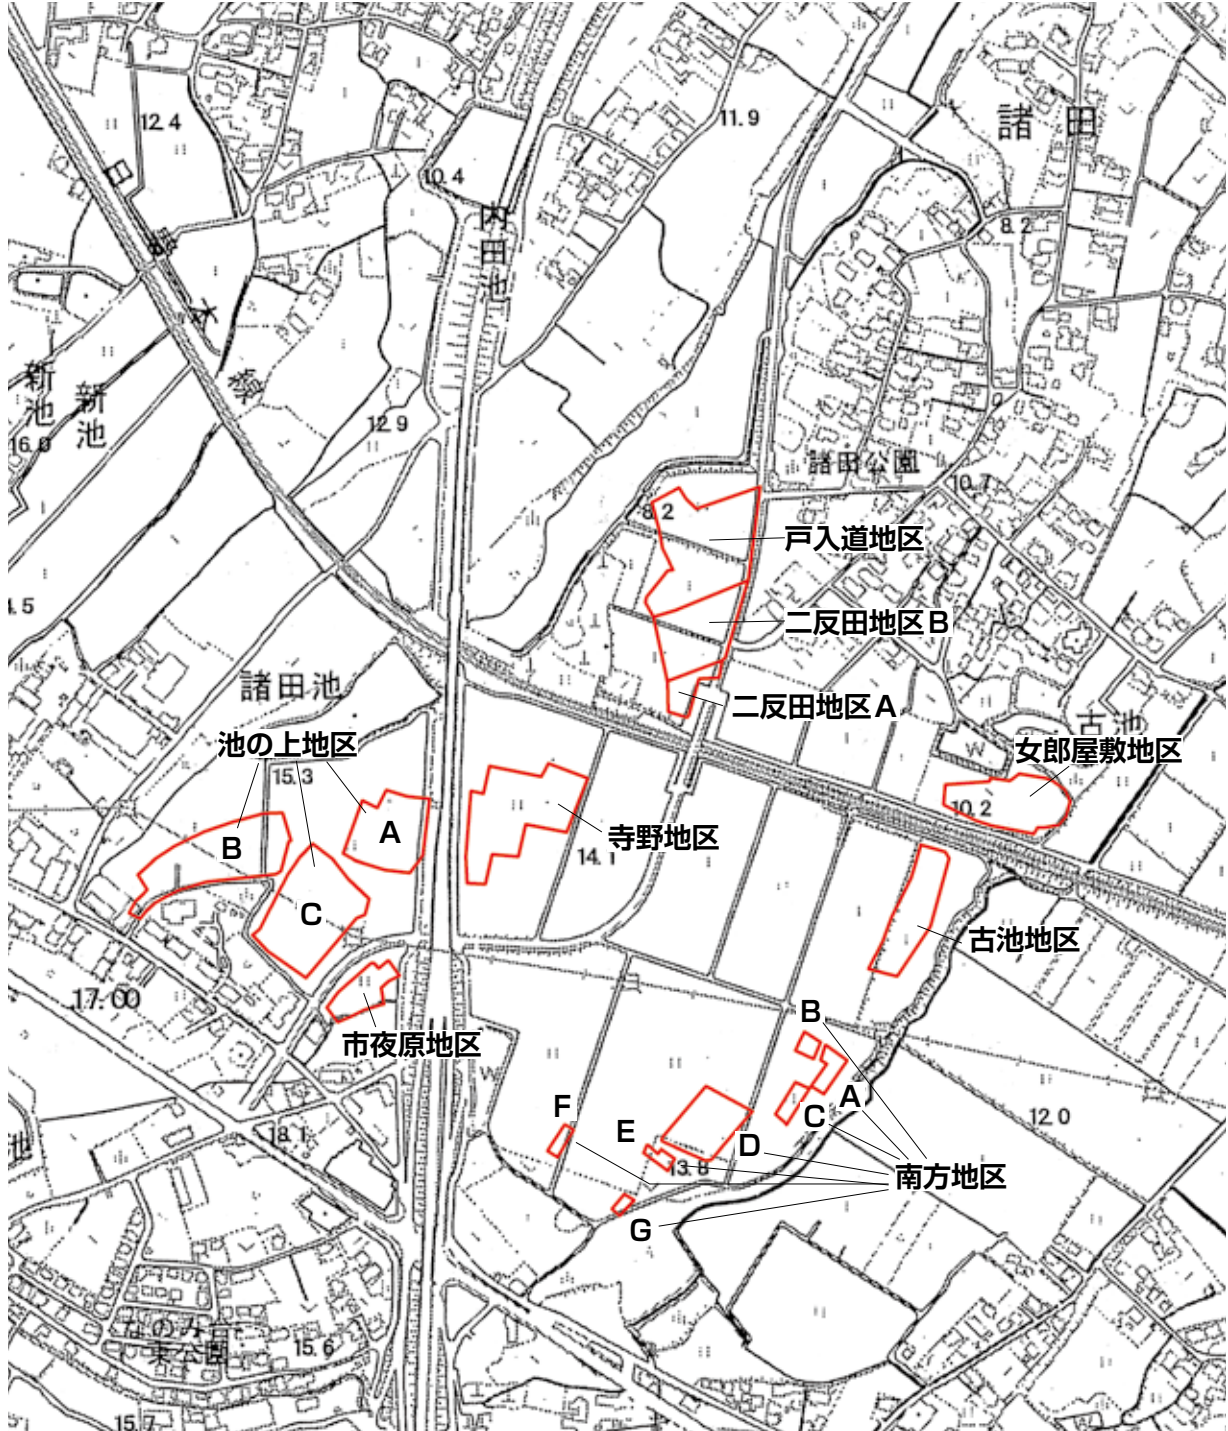 12.4
11.9
諸田
10.4
内田池
8.2
新池
新池
16.0
12.9
諸田公園
10.7
8.2
戸入道地区
4.5
二反田地区B
諸田池
二反田地区A
古池
池の上地区
女郎屋敷地区
15.3
W
10.2
A
B
寺野地区
14.1
C
古池地区
17.00
B
市夜原地区
W
A
F
C
12.0
池
18.1
E
D
13.8
南方地区
G
なのみ台
東公園
15.6
15.7